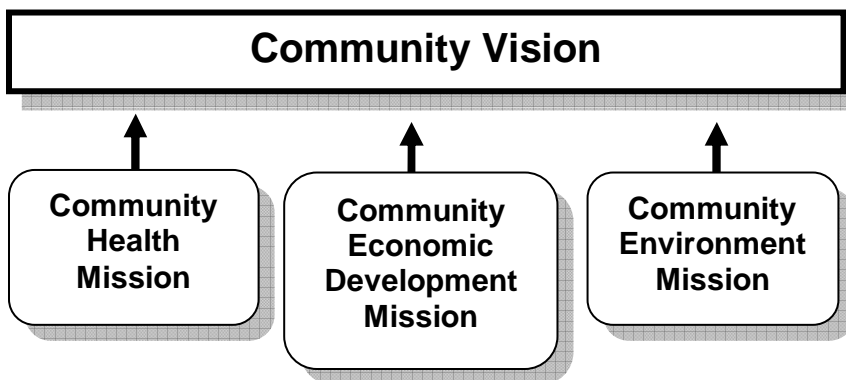 Community Vision
Community
Health
Mission
Community
Economic
Development
Mission
Community
Environment
Mission